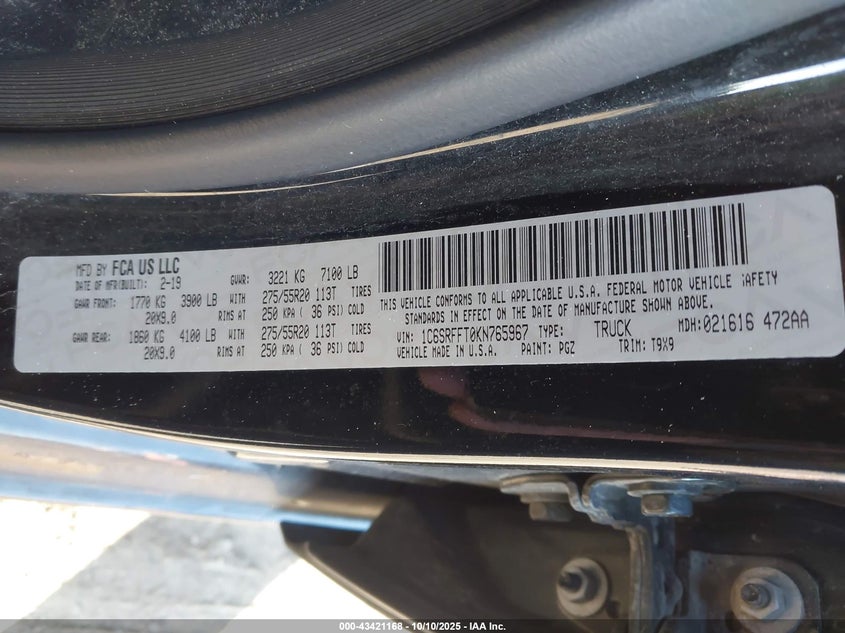 MFD BY FCA US LLC
DATE OF MFR(BUILT): 2-19
GVWR: 3221 KG 7100 LB
GAWR FRONT: 1770 KG 3900 LB WITH 275/55R20 113T TIRES
20X9.0 RIMS AT 250 KPA ( 36 PSI) COLD
GAWR REAR: 1860 KG 4100 LB WITH 275/55R20 113T TIRES
20X9.0 RIMS AT 250 KPA ( 36 PSI) COLD
THIS VEHICLE CONFORMS TO ALL APPLICABLE U.S.A. FEDERAL MOTOR VEHICLE SAFETY
STANDARDS IN EFFECT ON THE DATE OF MANUFACTURE SHOWN ABOVE.
VIN: 1C6SRFFT0KN765967 TYPE: TRUCK MDH:021616 472AA
VEHICLE MADE IN U.S.A. PAINT: PGZ TRIM: T9X9
000-43421168 - 10/10/2025 - © IAA Inc.